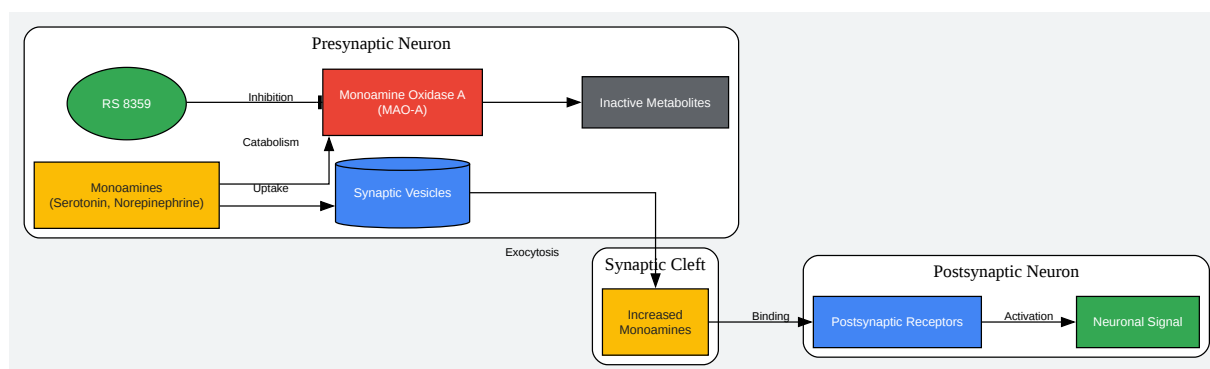 Presynaptic Neuron
RS 8359
Inhibition
Monoamine Oxidase A
(MAO-A)
Inactive Metabolites
Catabolism
Monoamines
(Serotonin, Norepinephrine)
Uptake
Synaptic Vesicles
Exocytosis
Synaptic Cleft
Increased
Monoamines
Binding
Postsynaptic Neuron
Postsynaptic Receptors
Activation
Neuronal Signal